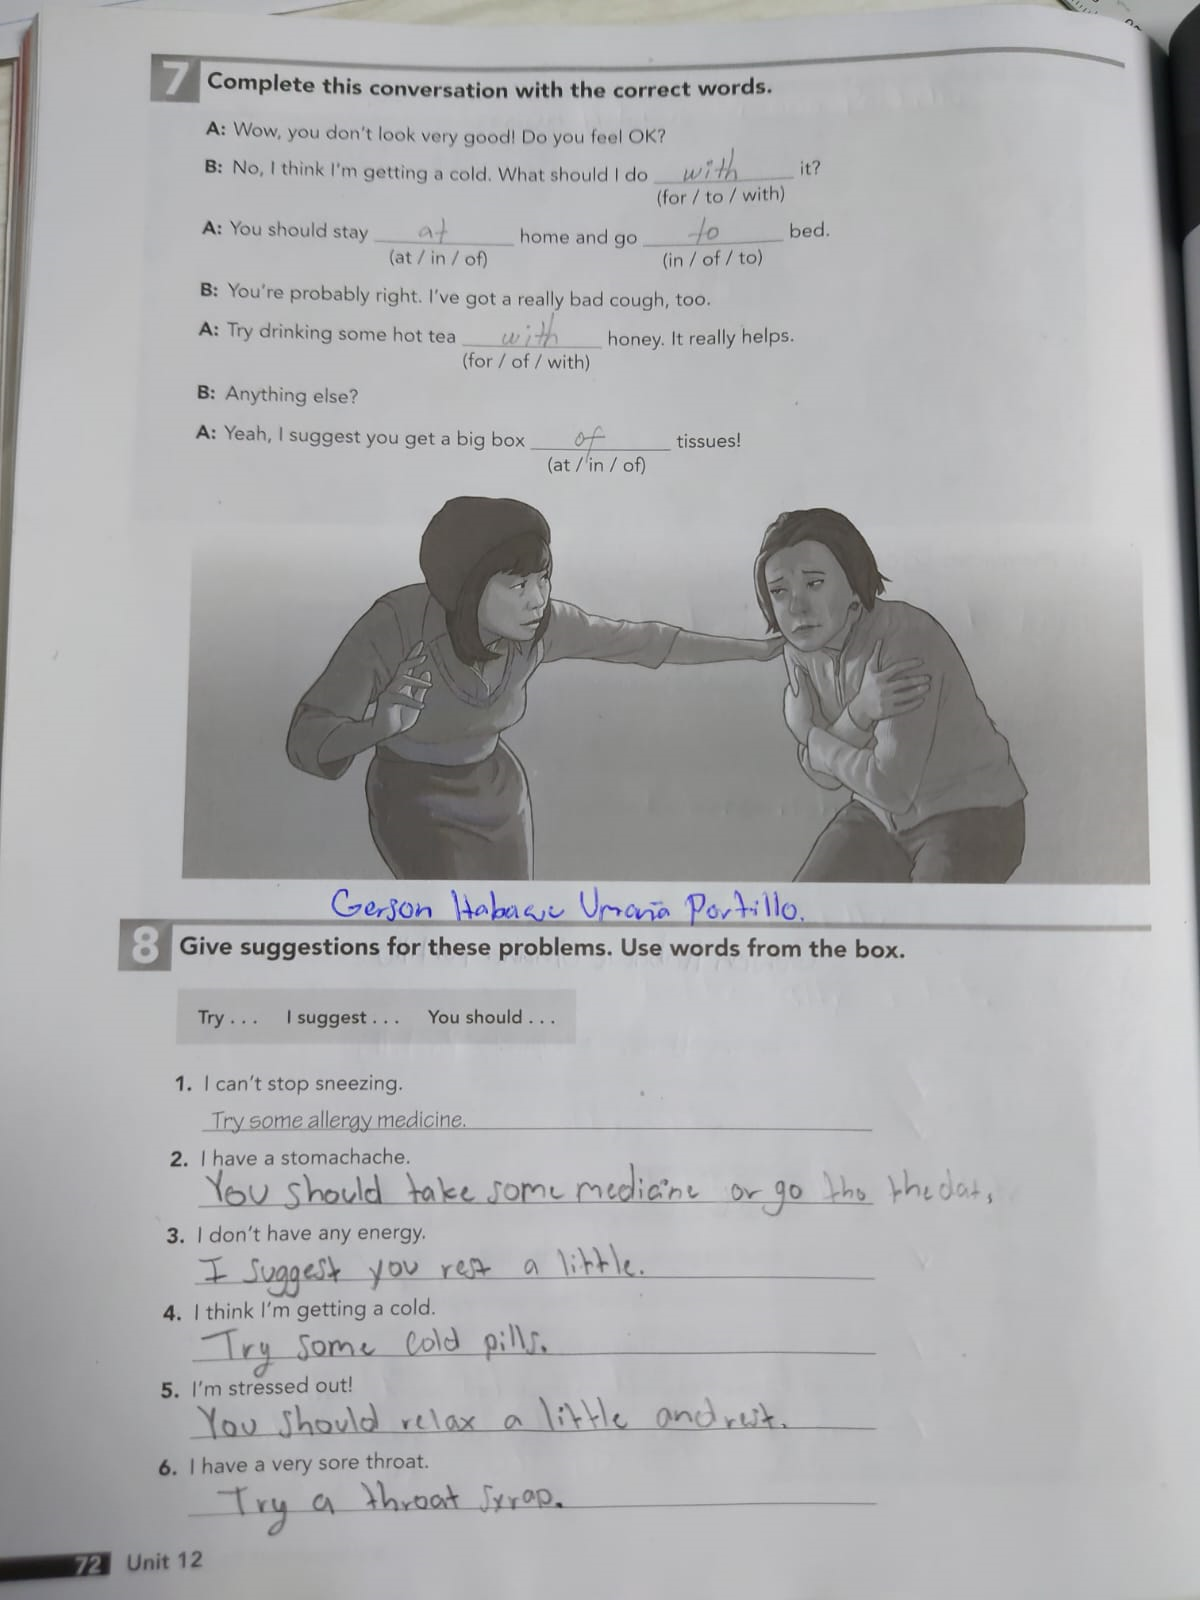 7 Complete this conversation with the correct words.
A: Wow, you don't look very good! Do you feel OK?
B: No, I think I'm getting a cold. What should I do with it?
(for / to / with)
A: You should stay at home and go to bed.
(at / in / of) (in / of / to)
B: You're probably right. I've got a really bad cough, too.
A: Try drinking some hot tea with honey. It really helps.
(for / of / with)
B: Anything else?
A: Yeah, I suggest you get a big box of tissues!
(at / in / of)
Gerson Umaña Portillo.
8 Give suggestions for these problems. Use words from the box.
Try . . . I suggest . . . You should . . .
1. I can't stop sneezing.
Try some allergy medicine.
2. I have a stomachache.
You should take some medicine or go tho the
3. I don't have any energy.
I suggest you rest a little.
4. I think I'm getting a cold.
Try some cold pills.
5. I'm stressed out!
You should relax a little and rest.
6. I have a very sore throat.
Try a throat syrap.
72 Unit 12